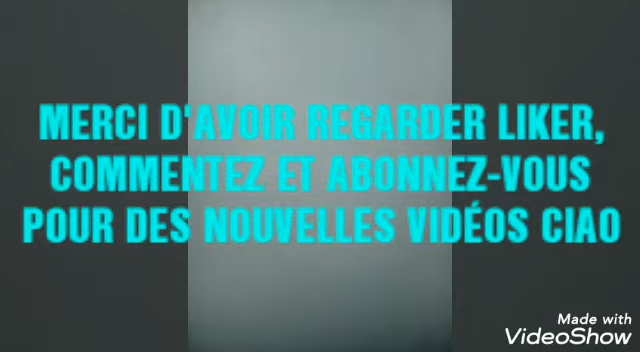 MERCI D'AVOIR REGARDER LIKER,
COMMENTEZ ET ABONNEZ-VOUS
POUR DES NOUVELLES VIDÉOS CIAO
Made with
VideoShow